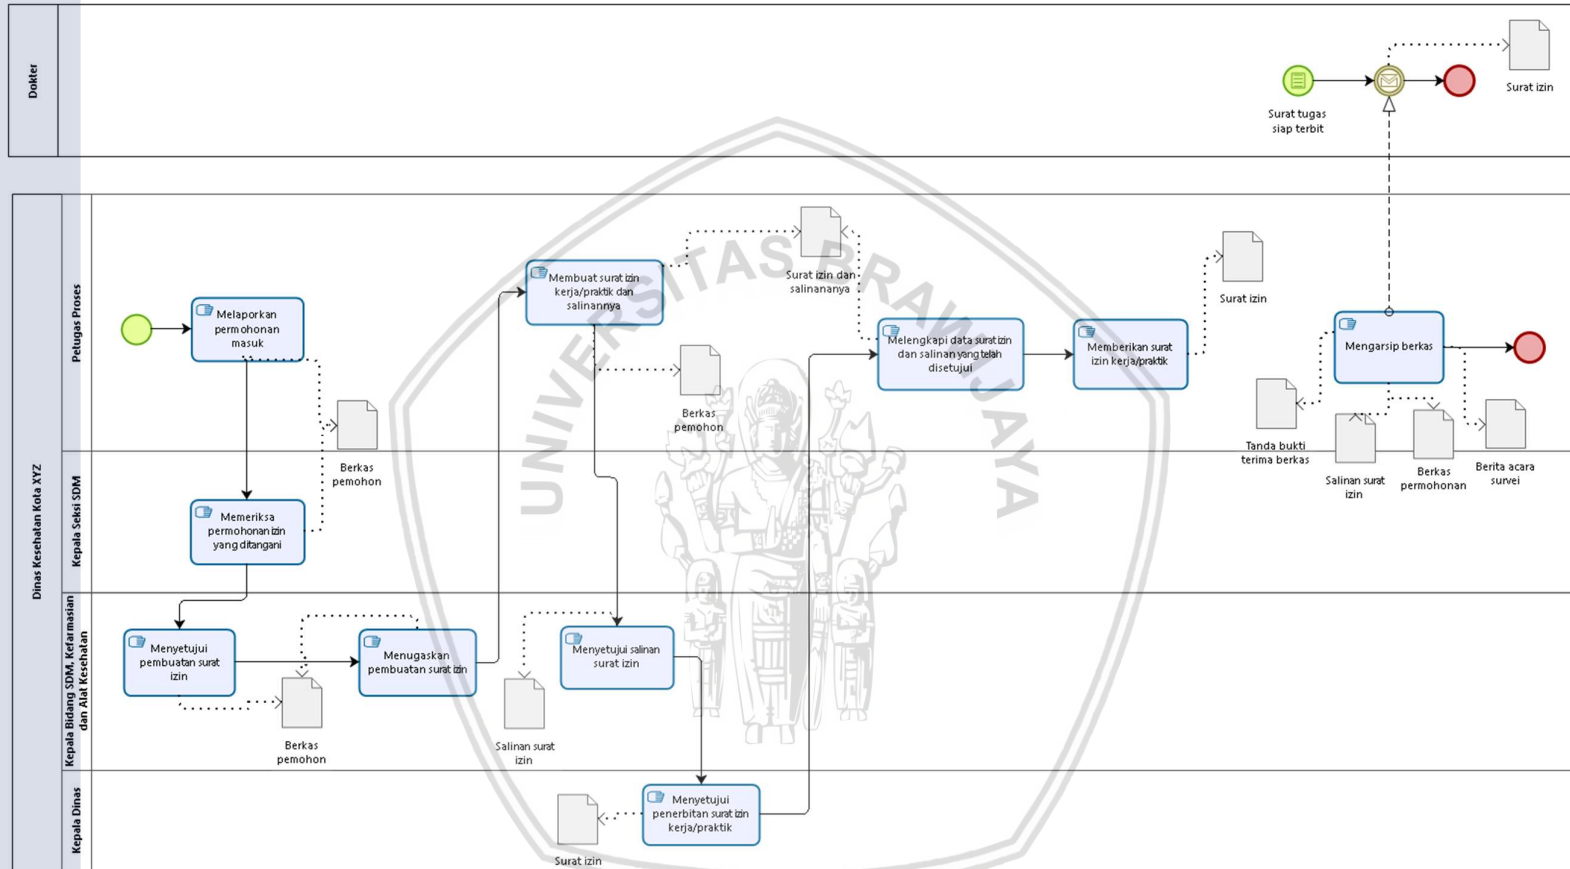 Dokter
Surat tugas
siap terbit
Surat izin
Dinas Kesehatan Kota XYZ
Petugas Proses
Melaporkan
permohonan
masuk
Berkas
pemohon
Membuat surat izin
kerja/praktik dan
salinannya
Surat izin dan
salinananya
Berkas
pemohon
Melengkapi data surat izin
dan salinan yang telah
disetujui
Memberikan surat
izin kerja/praktik
Surat izin
Mengarsip berkas
Tanda bukti
terima berkas
Salinan surat
izin
Berkas
permohonan
Berita acara
survei
Kepala Seksi SDM
Memeriksa
permohonan izin
yang ditangani
Kepala Bidang SDM, Kefarmasian
dan Alat Kesehatan
Menyetujui
pembuatan surat
izin
Berkas
pemohon
Menugaskan
pembuatan surat izin
Salinan surat
izin
Menyetujui salinan
surat izin
Kepala Dinas
Surat izin
Menyetujui
penerbitan surat izin
kerja/praktik
UNIVERSITAS BRAWIJAYA